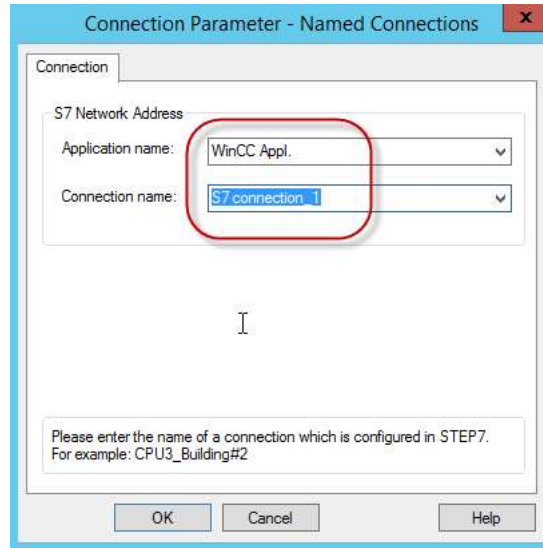 Connection Parameter - Named Connections
x
Connection
S7 Network Address
Application name: WinCC Appl.
Connection name: S7 connection_1
Please enter the name of a connection which is configured in STEP7.
For example: CPU3_Building#2
OK Cancel Help